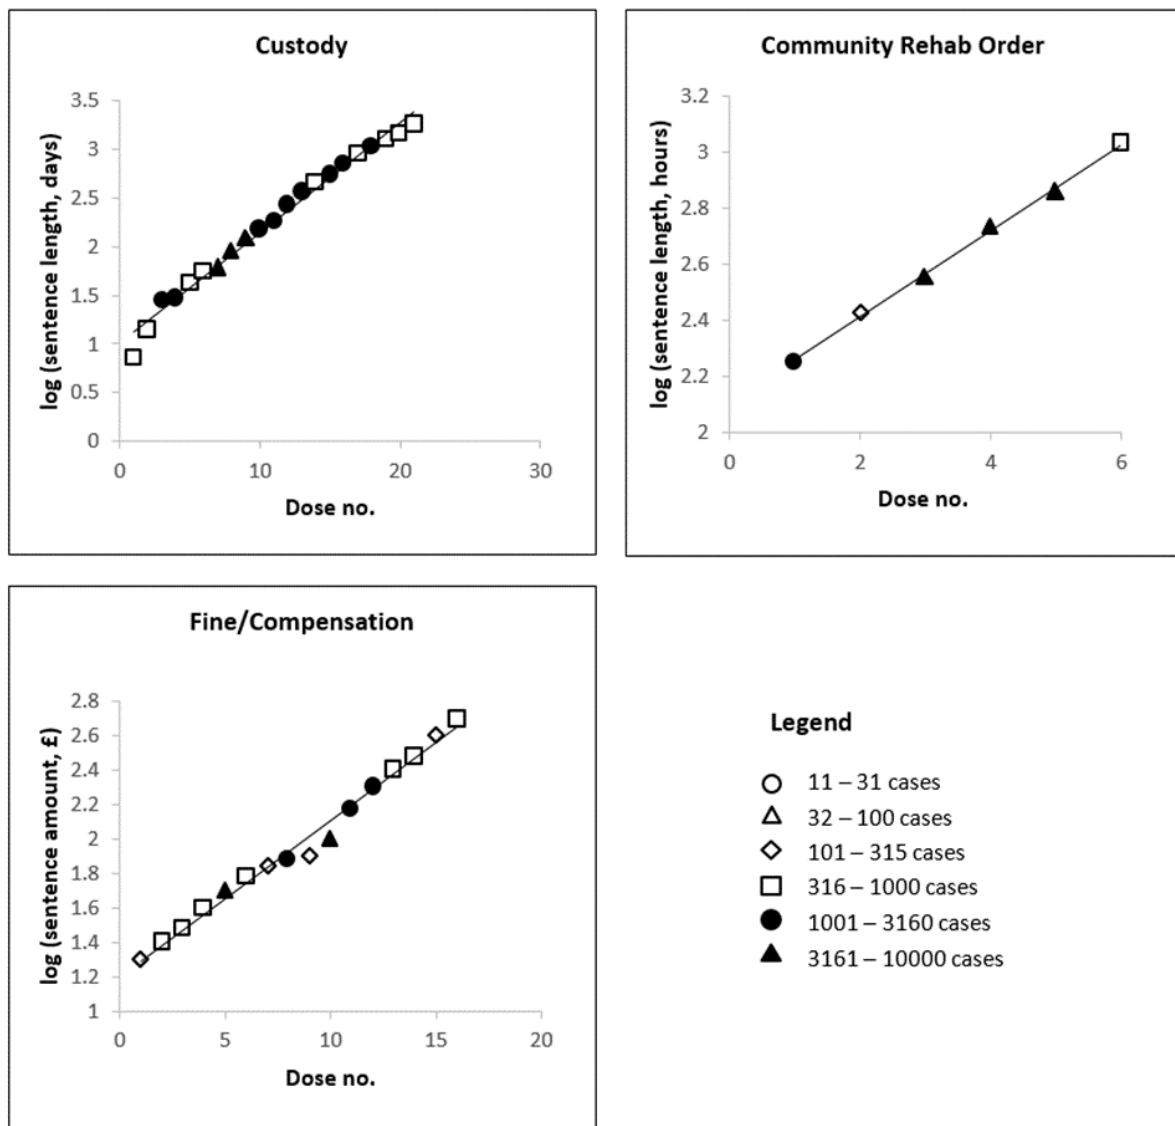 Custody
log (sentence length, days)
3.5
3
2.5
2
1.5
1
0.5
0
0 10 20 30
Dose no.
Community Rehab Order
log (sentence length, hours)
3.2
3
2.8
2.6
2.4
2.2
2
0 2 4 6
Dose no.
Fine/Compensation
log (sentence amount, £)
2.8
2.6
2.4
2.2
2
1.8
1.6
1.4
1.2
1
0 5 10 15 20
Dose no.
Legend
11 – 31 cases
32 – 100 cases
101 – 315 cases
316 – 1000 cases
1001 – 3160 cases
3161 – 10000 cases